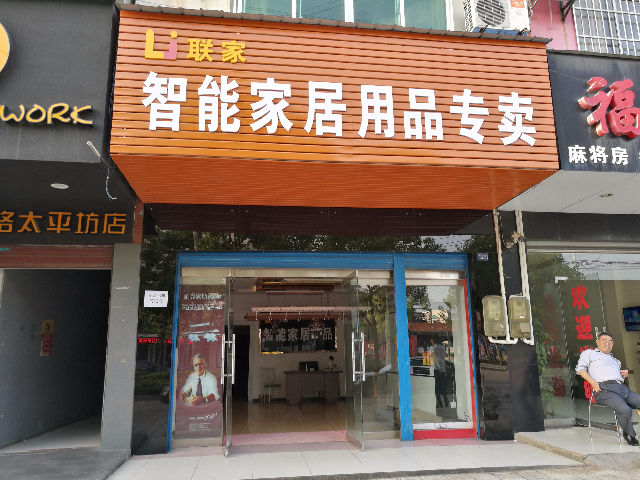 Li 联家
智能家居用品专卖
WORK
路太平坊店
福
麻将房
智能家居用品
欢迎